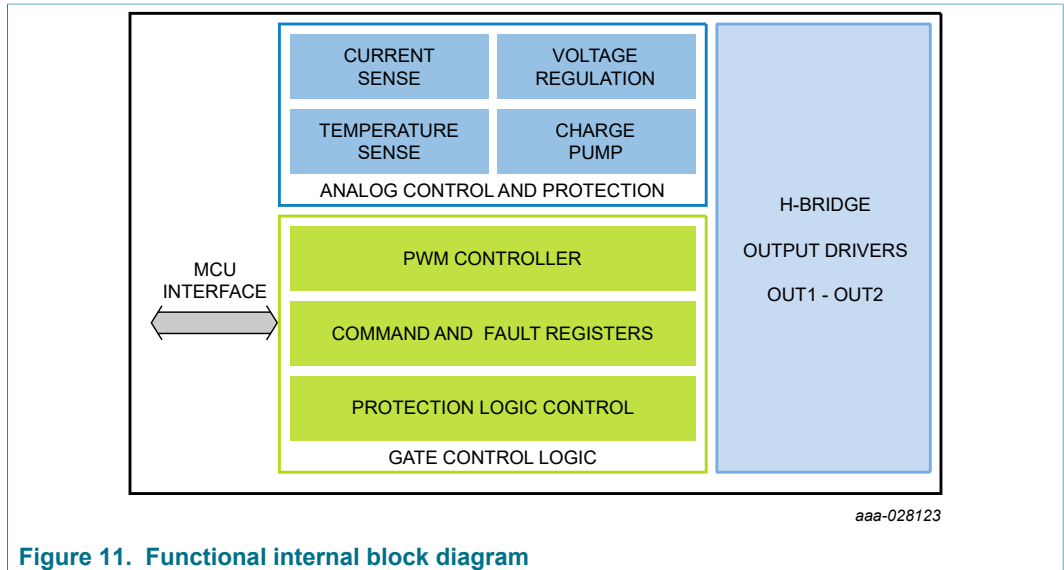 CURRENT
SENSE
VOLTAGE
REGULATION
TEMPERATURE
SENSE
CHARGE
PUMP
ANALOG CONTROL AND PROTECTION
MCU
INTERFACE
PWM CONTROLLER
COMMAND AND FAULT REGISTERS
PROTECTION LOGIC CONTROL
GATE CONTROL LOGIC
H-BRIDGE
OUTPUT DRIVERS
OUT1 - OUT2
aaa-028123
Figure 11. Functional internal block diagram